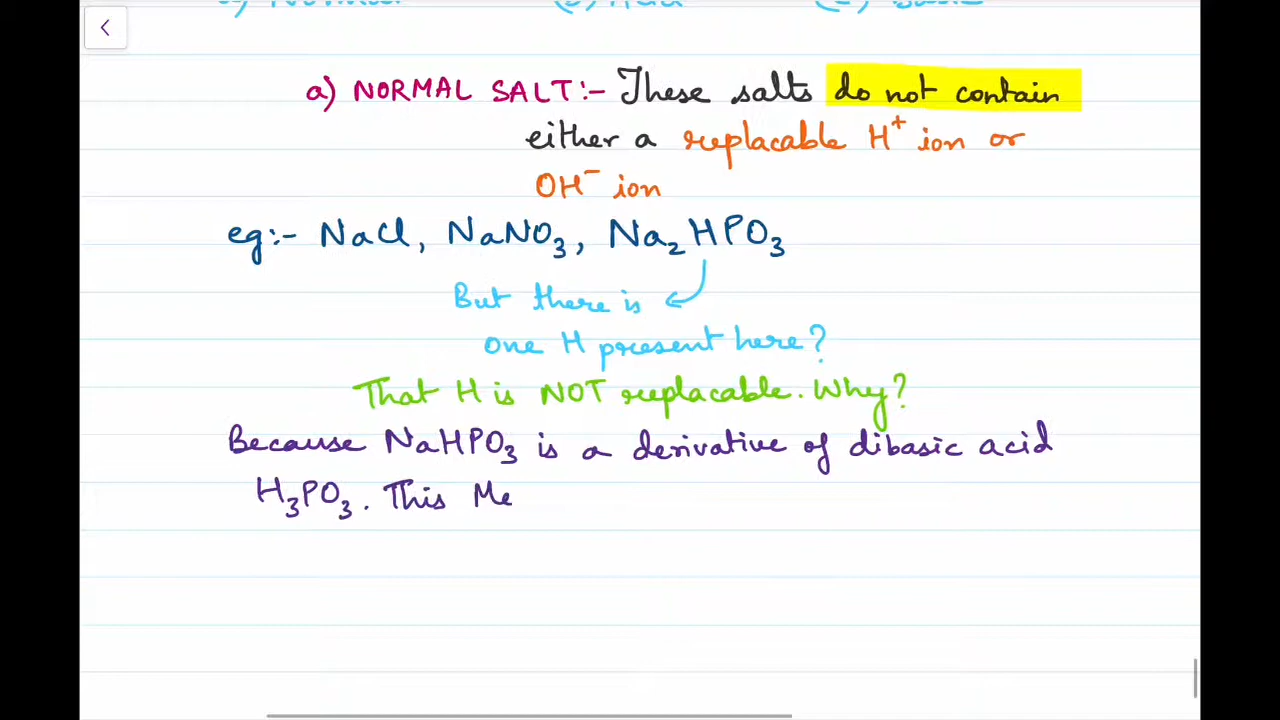 a) NORMAL SALT:- These salts do not contain
either a replacable H⁺ ion or
OH⁻ ion
eg:- NaCl, NaNO₃, Na₂HPO₃
But there is
one H present here?
That H is NOT replacable. Why?
Because NaHPO₃ is a derivative of dibasic acid
H₃PO₃. This Me